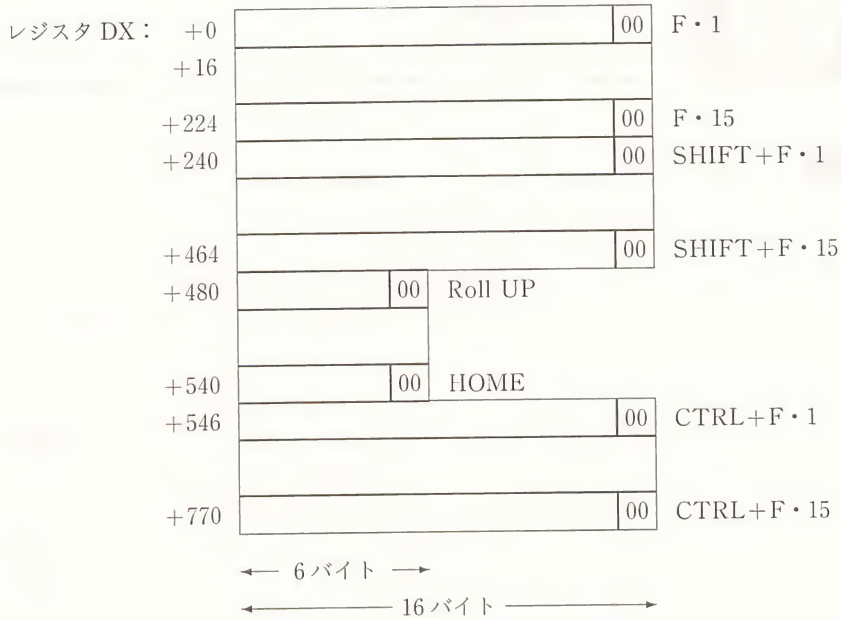 レジスタ DX： +0 00 F・1
+16
+224 00 F・15
+240 00 SHIFT+F・1
+464 00 SHIFT+F・15
+480 00 Roll UP
+540 00 HOME
+546 00 CTRL+F・1
+770 00 CTRL+F・15
6バイト
16バイト